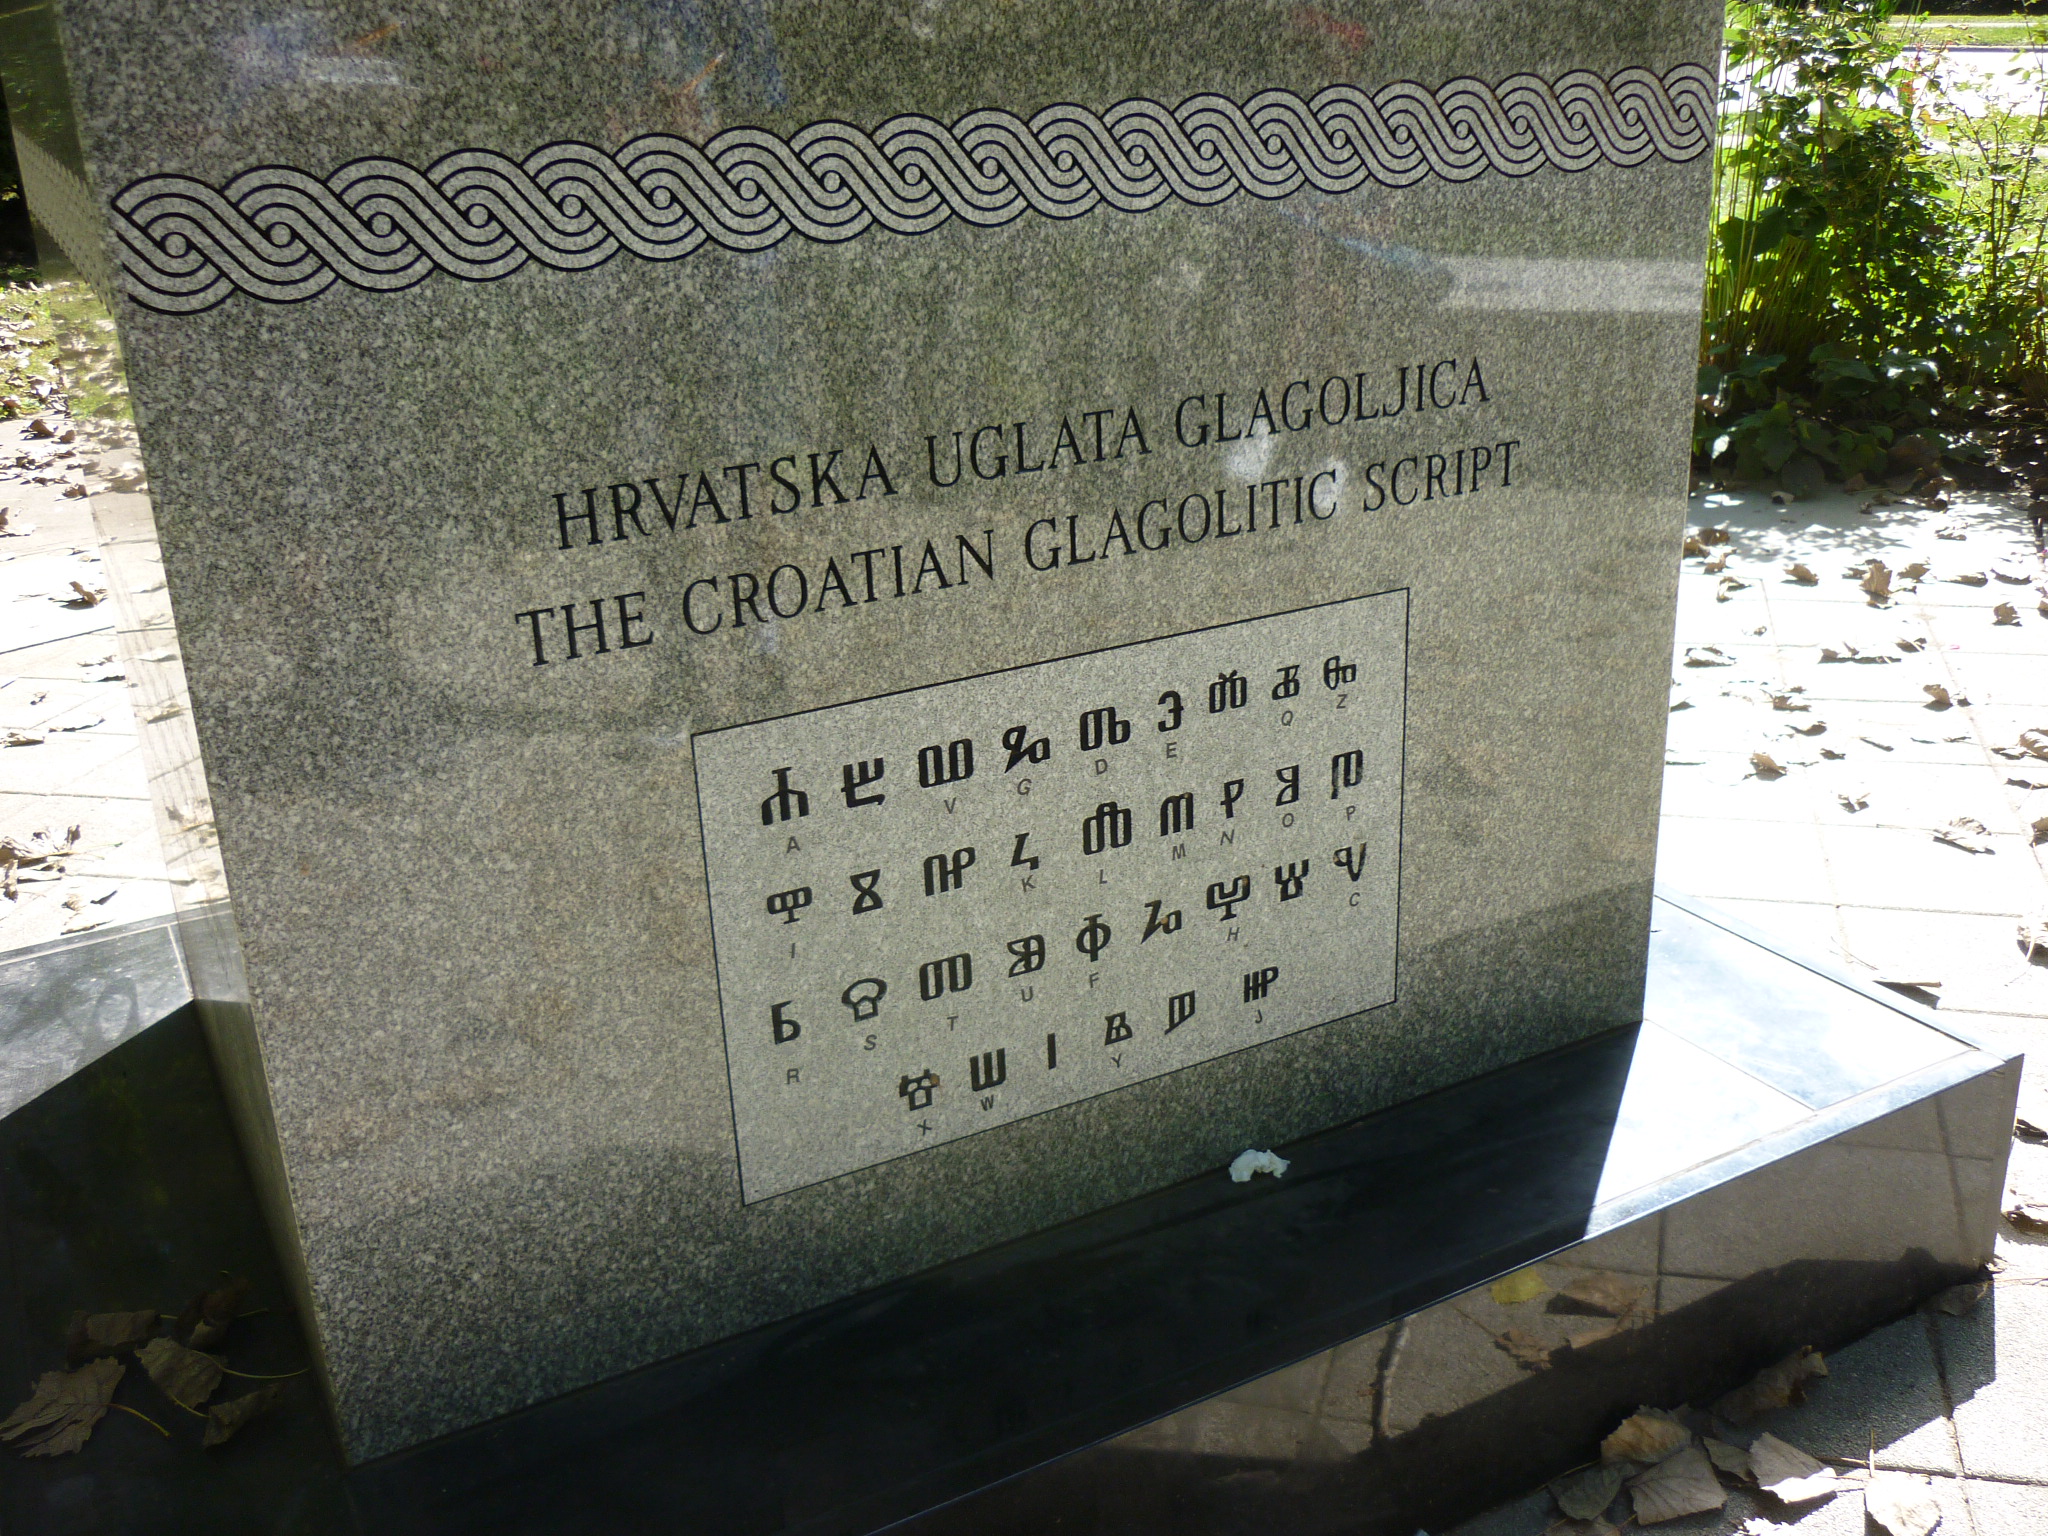 HRVATSKA UGLATA GLAGOLJICA
THE CROATIAN GLAGOLITIC SCRIPT
Ⰰ Ⰱ Ⰲ Ⰳ Ⰴ Ⰵ Ⰶ Ⰷ Ⰸ
A V G D E Q Z
Ⰹ Ⰻ Ⰼ Ⰽ Ⰾ Ⰿ Ⱀ Ⱁ Ⱂ
I K L M N O P
Ⱃ Ⱄ Ⱅ Ⱆ Ⱇ Ⱈ Ⱉ Ⱋ Ⱌ
R S T U F H C
Ⱍ Ⱎ Ⱜ Ⱑ Ⱓ
X W Y J